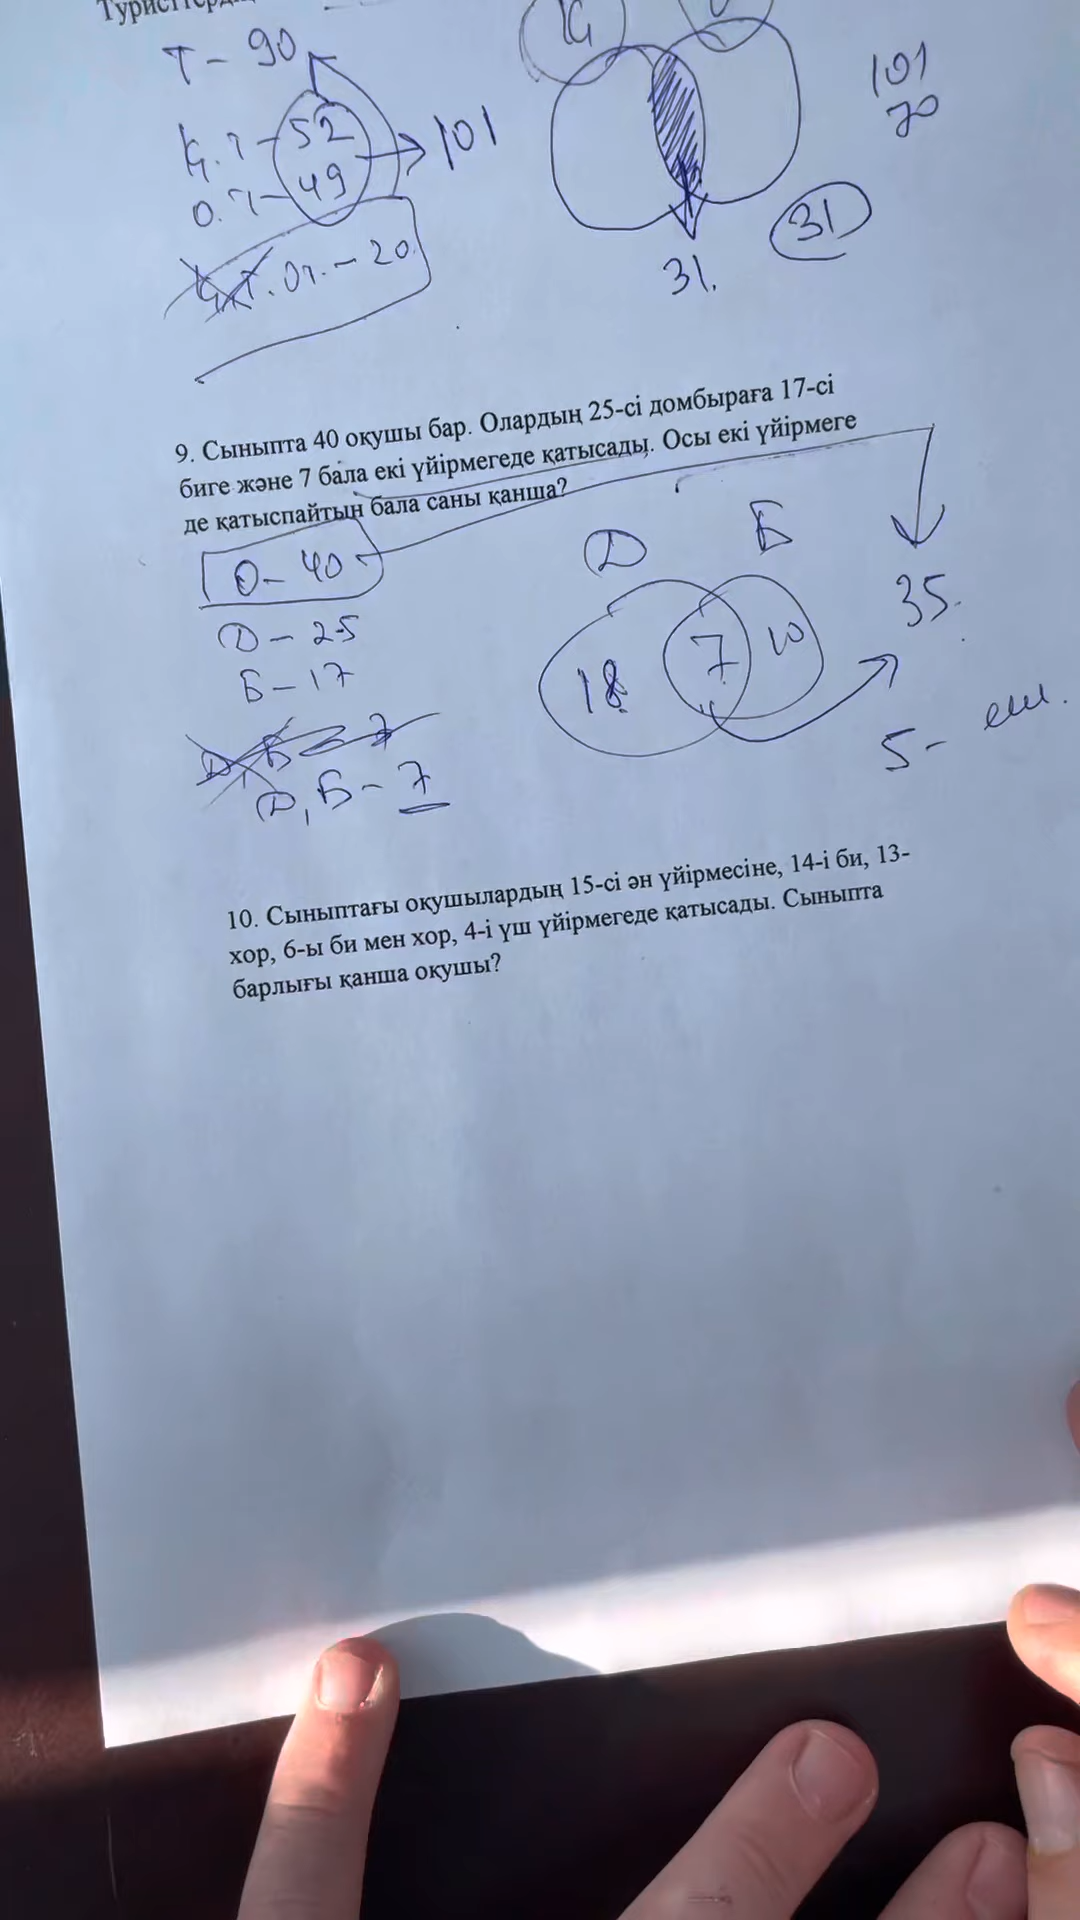 T - 90
Қ.т - 52
О.т - 49
101
От. - 20
31.
101
70
31
9. Сыныпта 40 оқушы бар. Олардың 25-сі домбыраға 17-сі
биге және 7 бала екі үйірмегеде қатысады. Осы екі үйірмеге
де қатыспайтын бала саны қанша?
О - 40
Д - 25
Б - 17
Д, Б - 7
Д, Б - 7
Д
Б
18
7
10
35.
5 -
10. Сыныптағы оқушылардың 15-сі ән үйірмесіне, 14-і би, 13-
хор, 6-ы би мен хор, 4-і үш үйірмегеде қатысады. Сыныпта
барлығы қанша оқушы?